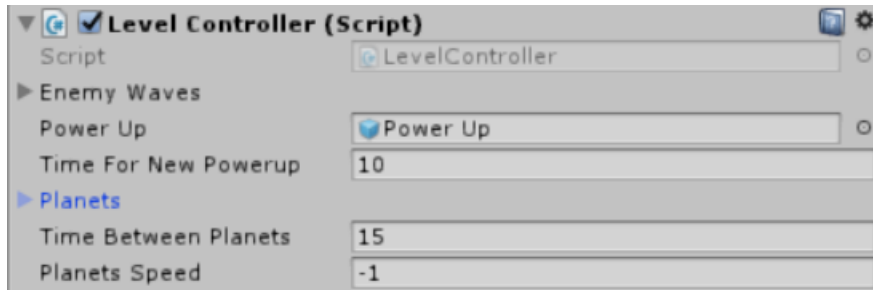 Level Controller (Script)
Script LevelController
Enemy Waves
Power Up Power Up
Time For New Powerup 10
Planets
Time Between Planets 15
Planets Speed -1